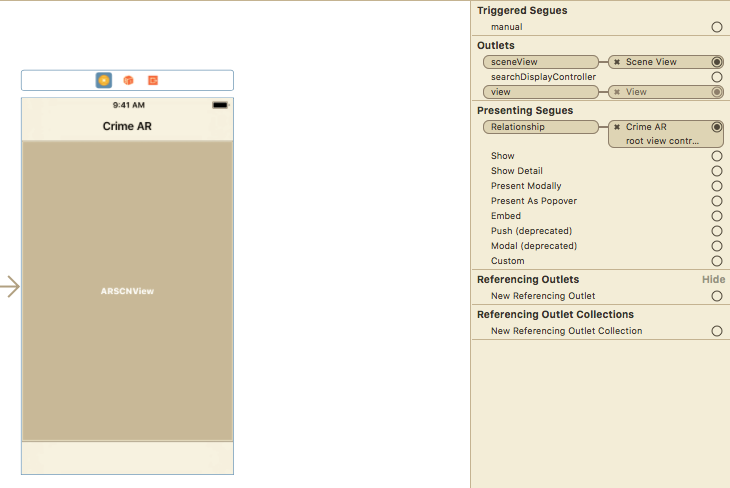 9:41 AM
Crime AR
ARSCNView
Triggered Segues
manual
Outlets
sceneView ✖ Scene View
searchDisplayController
view ✖ View
Presenting Segues
Relationship ✖ Crime AR
root view contr...
Show
Show Detail
Present Modally
Present As Popover
Embed
Push (deprecated)
Modal (deprecated)
Custom
Referencing Outlets Hide
New Referencing Outlet
Referencing Outlet Collections
New Referencing Outlet Collection